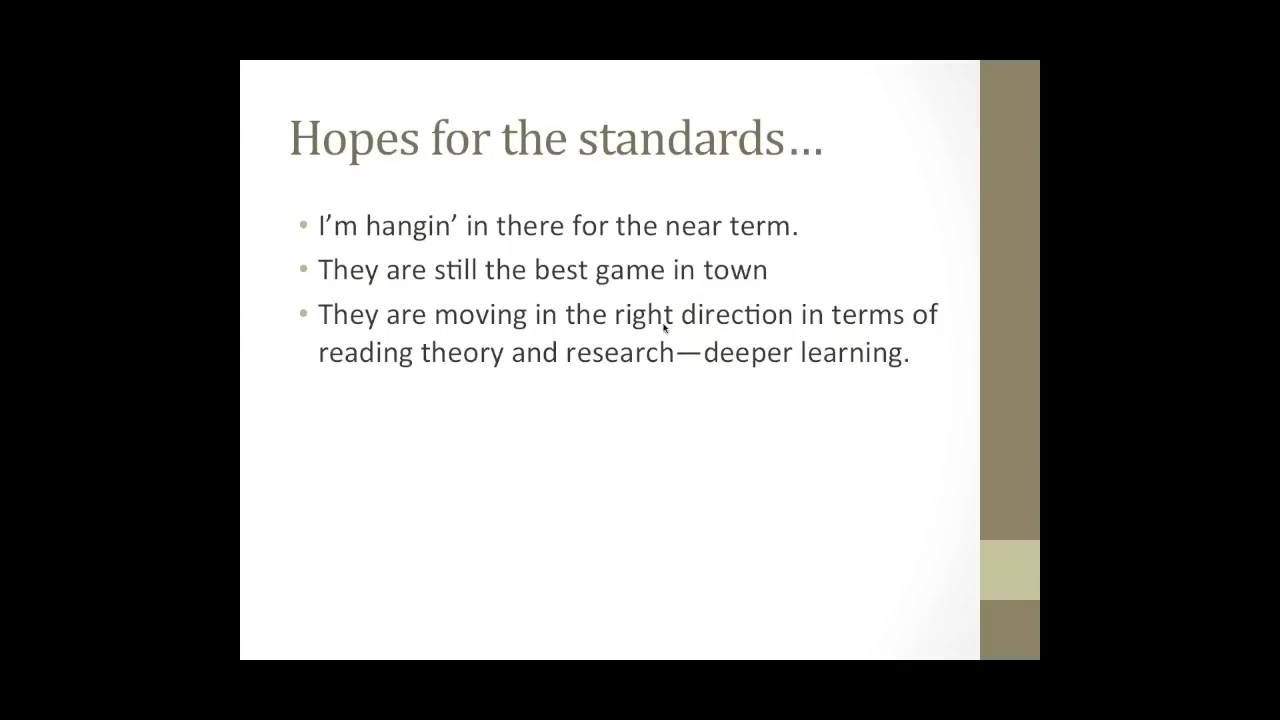 Hopes for the standards…
• I’m hangin’ in there for the near term.
• They are still the best game in town
• They are moving in the right direction in terms of
reading theory and research—deeper learning.